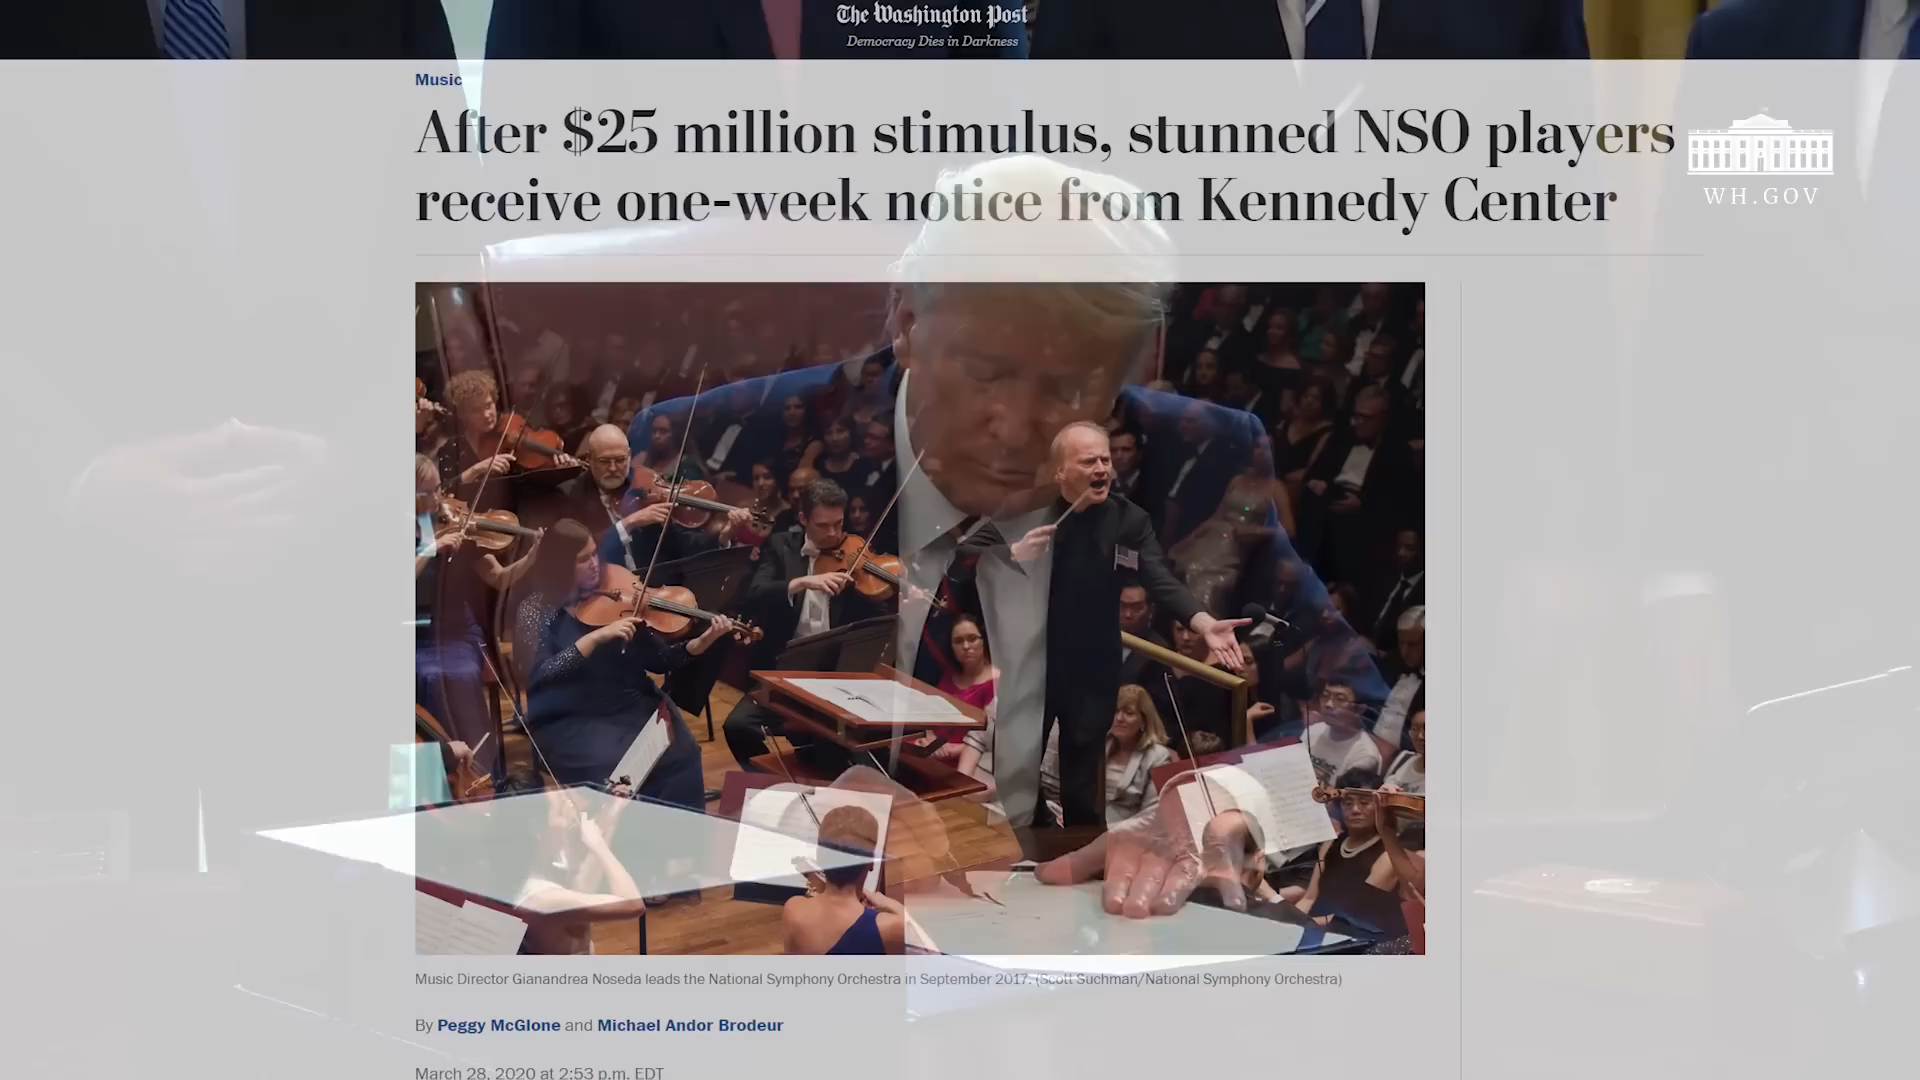 The Washington Post
Democracy Dies in Darkness
Music
After $25 million stimulus, stunned NSO players
receive one-week notice from Kennedy Center
WH.GOV
Music Director Gianandrea Noseda leads the National Symphony Orchestra in September 2017. (Scott Suchman/National Symphony Orchestra)
By Peggy McGlone and Michael Andor Brodeur
March 28, 2020 at 2:53 p.m. EDT